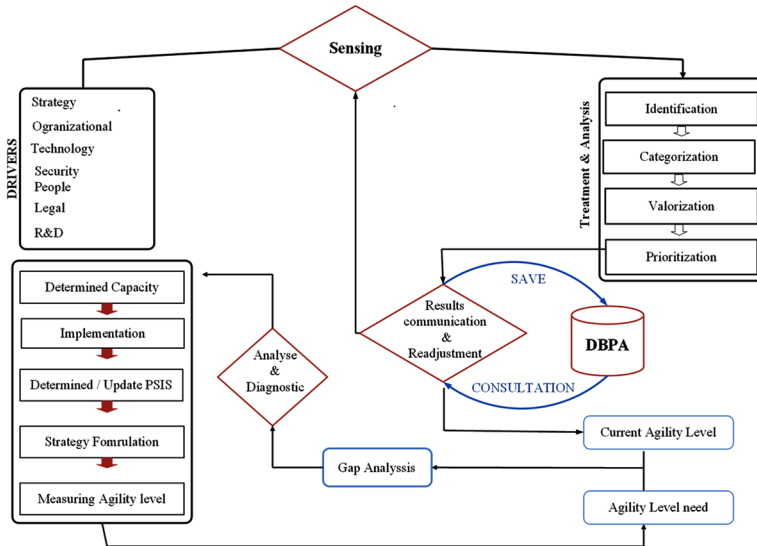 Sensing
DRIVERS
Strategy
Ogranizational
Technology
Security
People
Legal
R&D
Treatment & Analysis
Identification
Categorization
Valorization
Prioritization
Determined Capacity
Implementation
Determined / Update PSIS
Strategy Fomrulation
Measuring Agility level
Analyse
&
Diagnostic
Results
communication
&
Readjustment
SAVE
DBPA
CONSULTATION
Current Agility Level
Gap Analyssis
Agility Level need